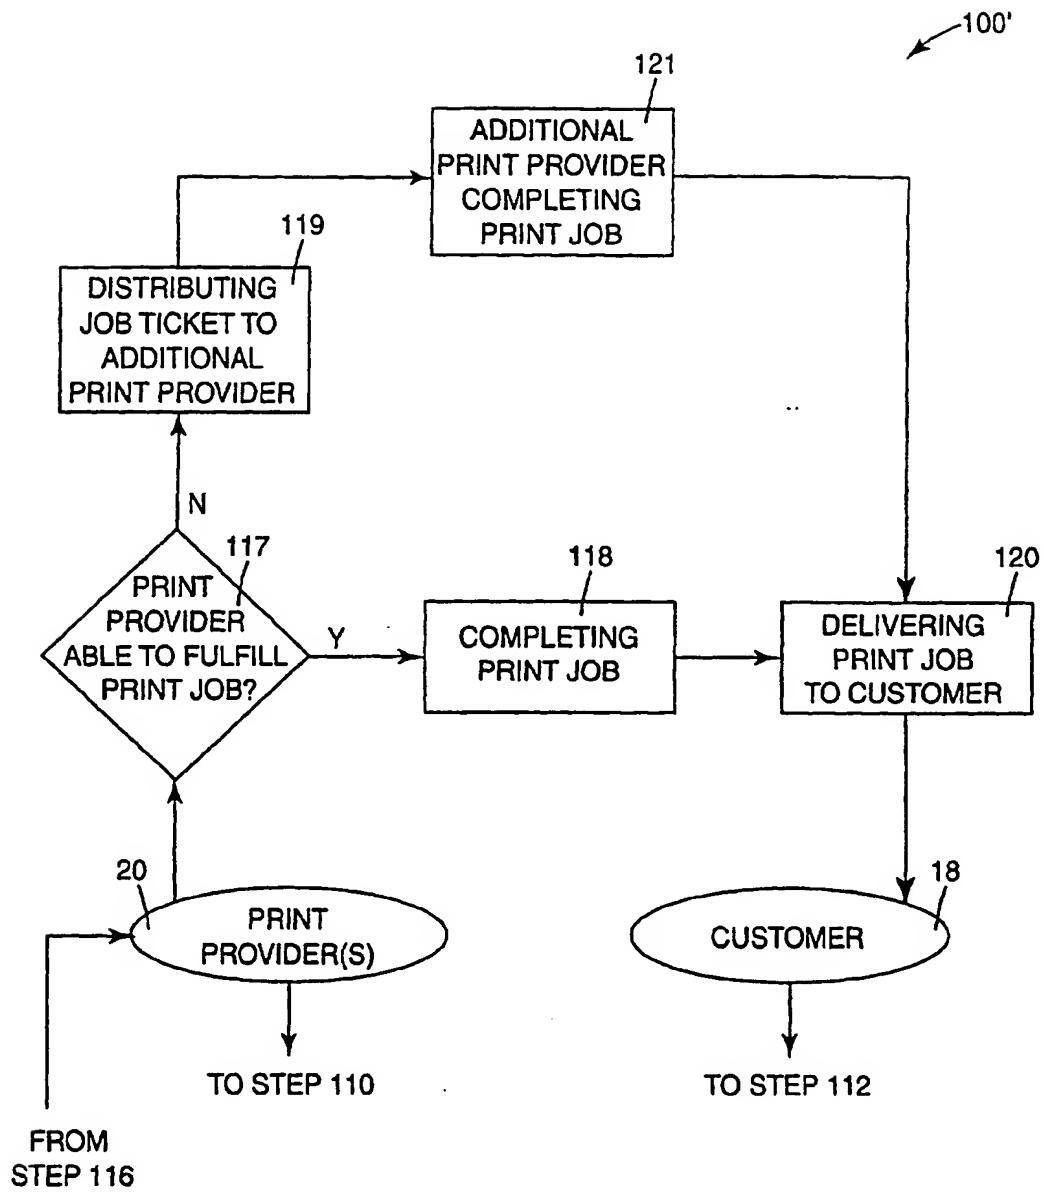 100'
121
ADDITIONAL
PRINT PROVIDER
COMPLETING
PRINT JOB
119
DISTRIBUTING
JOB TICKET TO
ADDITIONAL
PRINT PROVIDER
N
117
PRINT
PROVIDER
ABLE TO FULFILL
PRINT JOB?
Y
118
COMPLETING
PRINT JOB
120
DELIVERING
PRINT JOB
TO CUSTOMER
20
PRINT
PROVIDER(S)
18
CUSTOMER
TO STEP 110
TO STEP 112
FROM
STEP 116